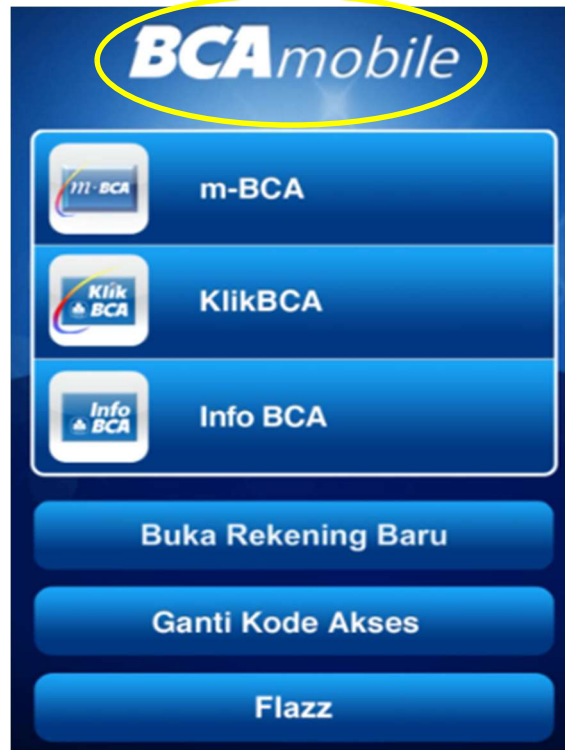 BCAmobile
m-BCA
m-BCA
Klik BCA
KlikBCA
Info BCA
Info BCA
Buka Rekening Baru
Ganti Kode Akses
Flazz